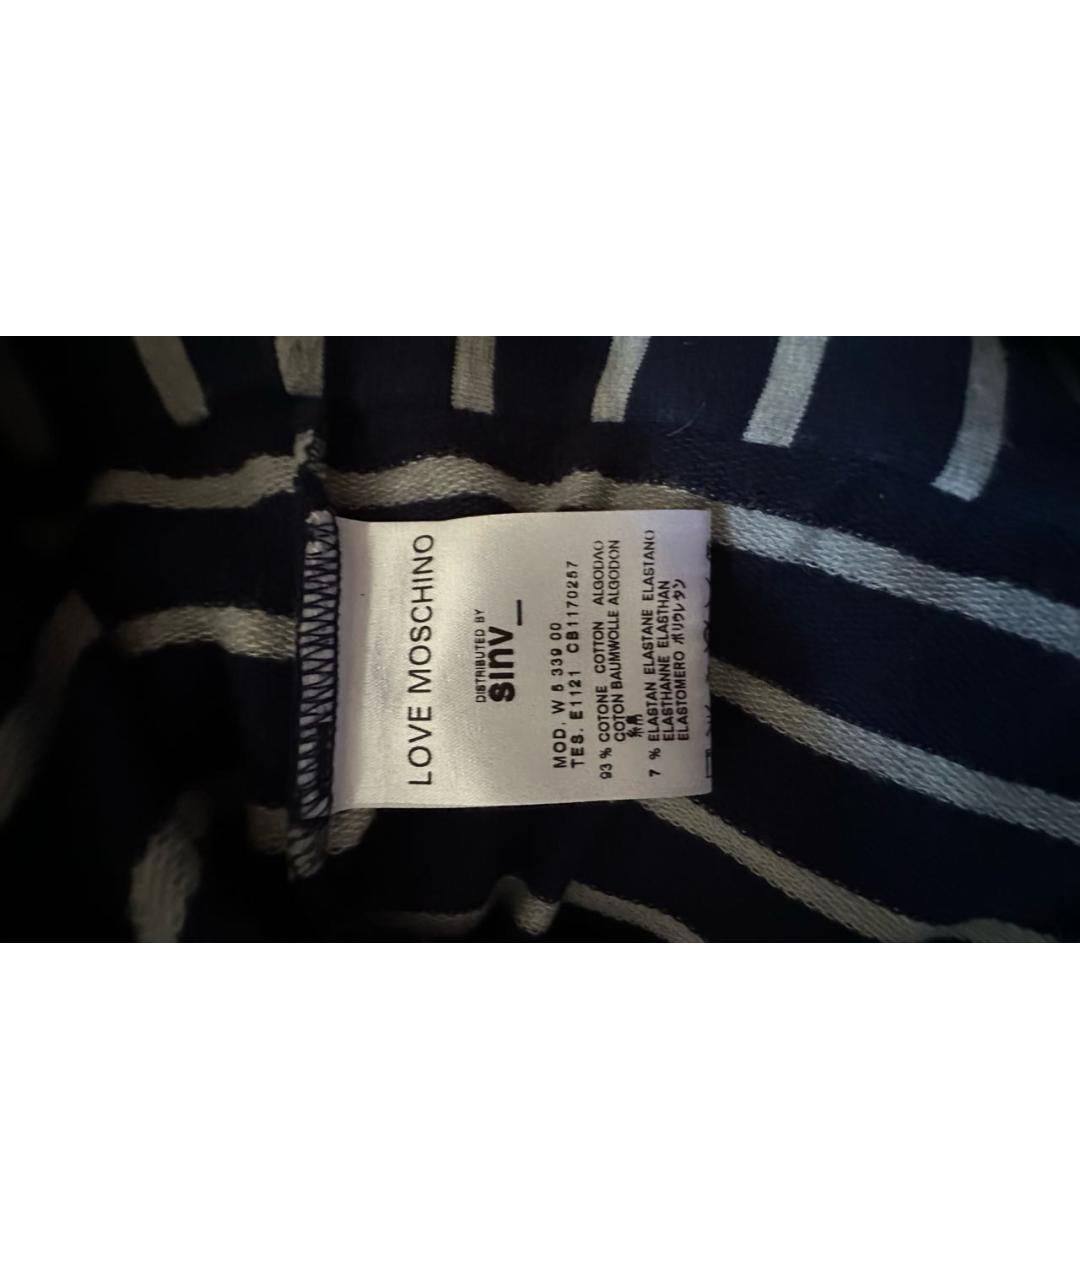 LOVE MOSCHINO
DISTRIBUTED BY
sinv_
MOD. W 5 339 00
TES. E1121 CB1170257
93 % COTONE COTTON ALGODAO
COTON BAUMWOLLE ALGODON
綿
7 % ELASTAN ELASTANE ELASTANO
ELASTHANNE ELASTHAN
ELASTOMERO ポリウレタン